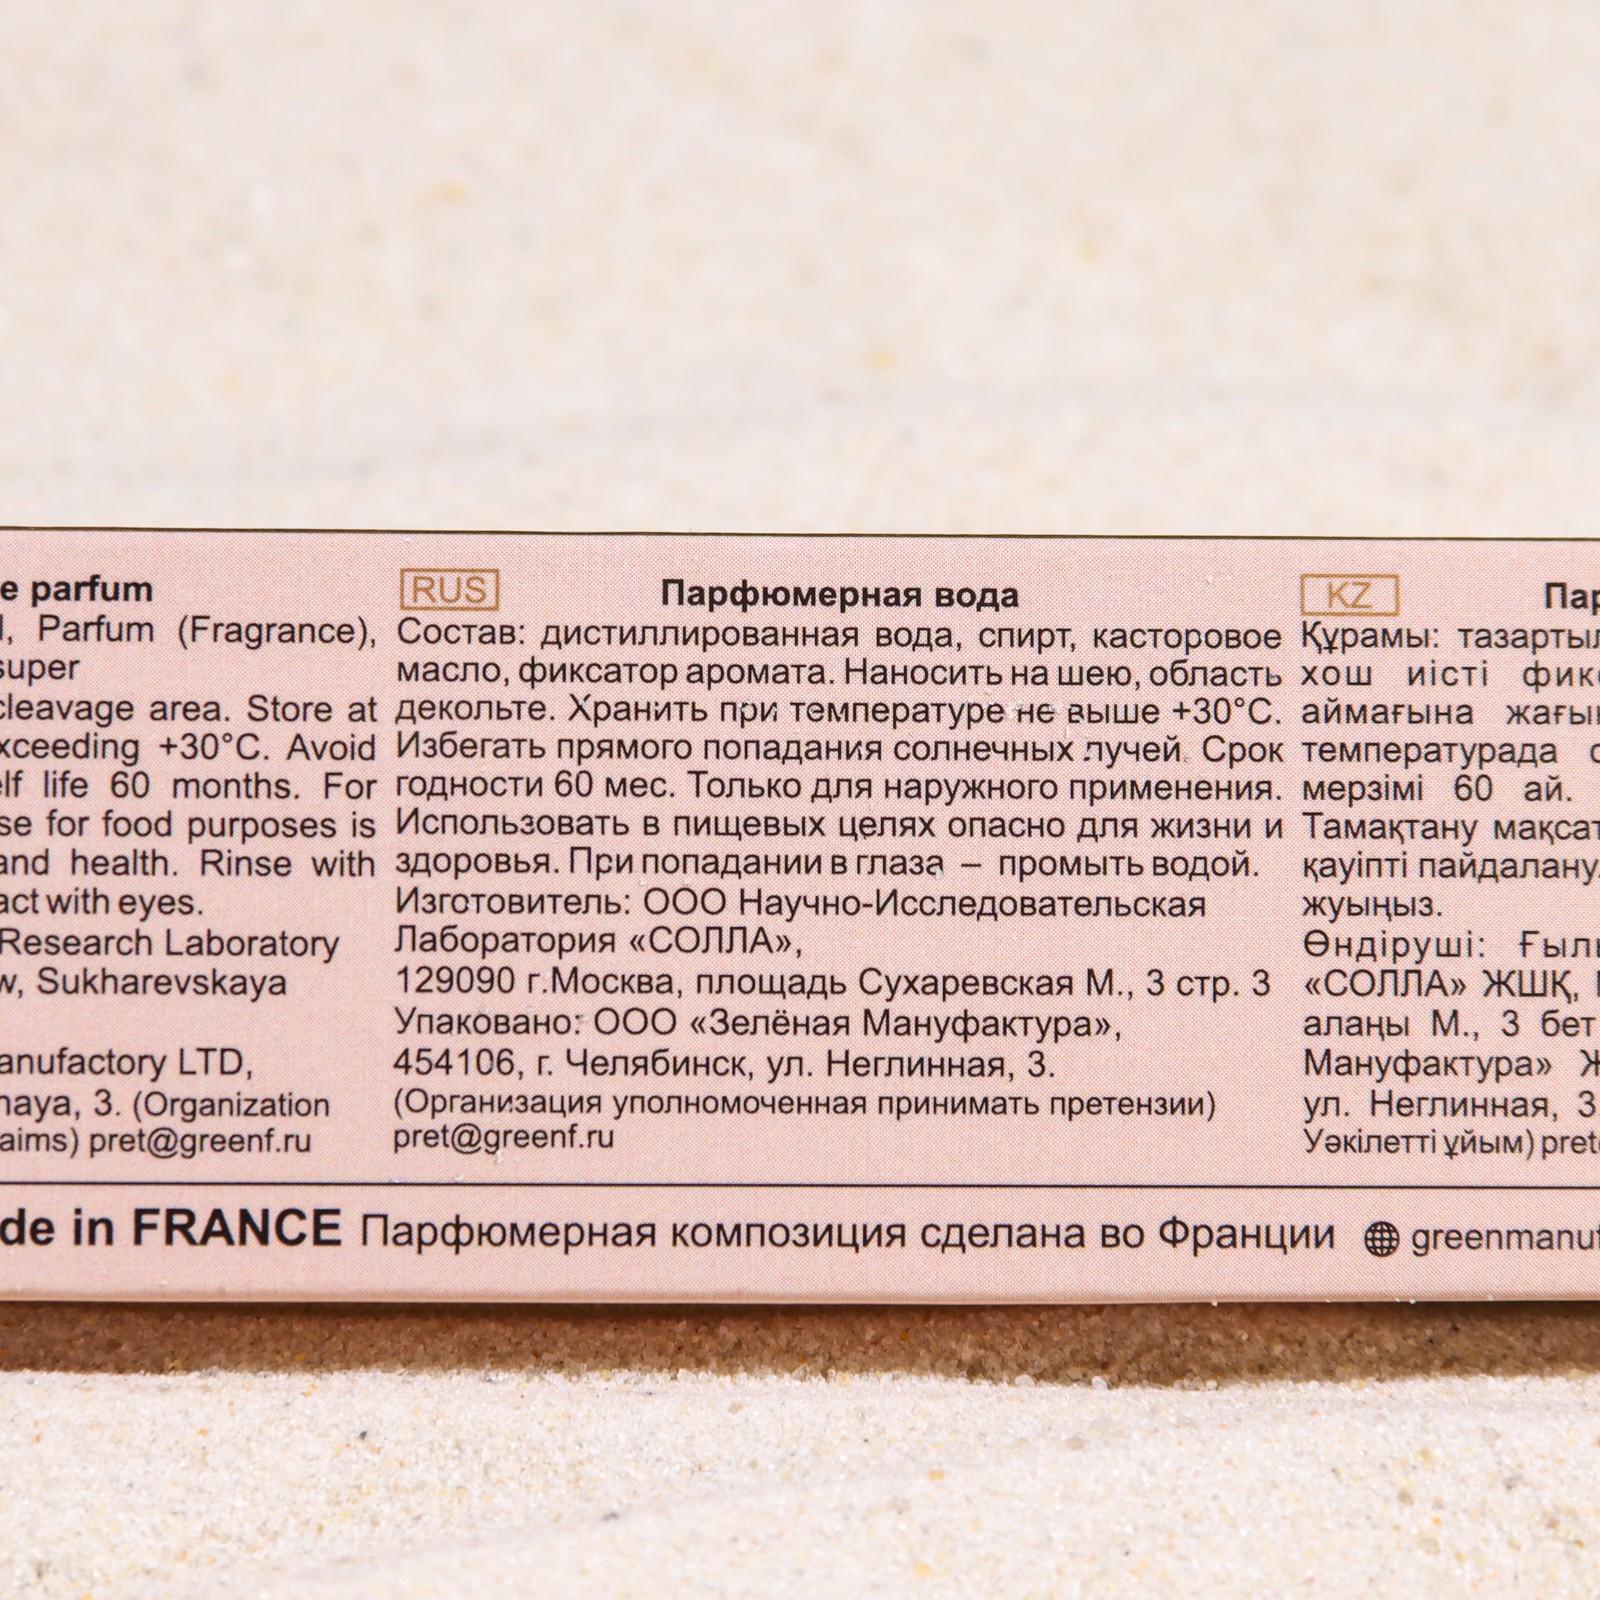 e parfum
, Parfum (Fragrance),
super
cleavage area. Store at
xceeding +30°C. Avoid
elf life 60 months. For
se for food purposes is
and health. Rinse with
act with eyes.
Research Laboratory
w, Sukharevskaya
anufactory LTD,
naya, 3. (Organization
aims) pret@greenf.ru
RUS
Парфюмерная вода
Состав: дистиллированная вода, спирт, касторовое
масло, фиксатор аромата. Наносить на шею, область
декольте. Хранить при температуре не выше +30°C.
Избегать прямого попадания солнечных лучей. Срок
годности 60 мес. Только для наружного применения.
Использовать в пищевых целях опасно для жизни и
здоровья. При попадании в глаза – промыть водой.
Изготовитель: ООО Научно-Исследовательская
Лаборатория «СОЛЛА»,
129090 г.Москва, площадь Сухаревская М., 3 стр. 3
Упаковано: ООО «Зелёная Мануфактура»,
454106, г. Челябинск, ул. Неглинная, 3.
(Организация уполномоченная принимать претензии)
pret@greenf.ru
KZ
Пар
Құрамы: тазартыл
хош иісті фикс
аймағына жағы
температурада
мерзімі 60 ай.
Тамақтану мақсат
қауіпті пайдалану
жуыңыз.
Өндіруші: Ғыл
«СОЛЛА» ЖШҚ,
алаңы М., 3 бет
Мануфактура» Ж
ул. Неглинная, 3
Уәкілетті ұйым) pret
de in FRANCE Парфюмерная композиция сделана во Франции greenmanuf